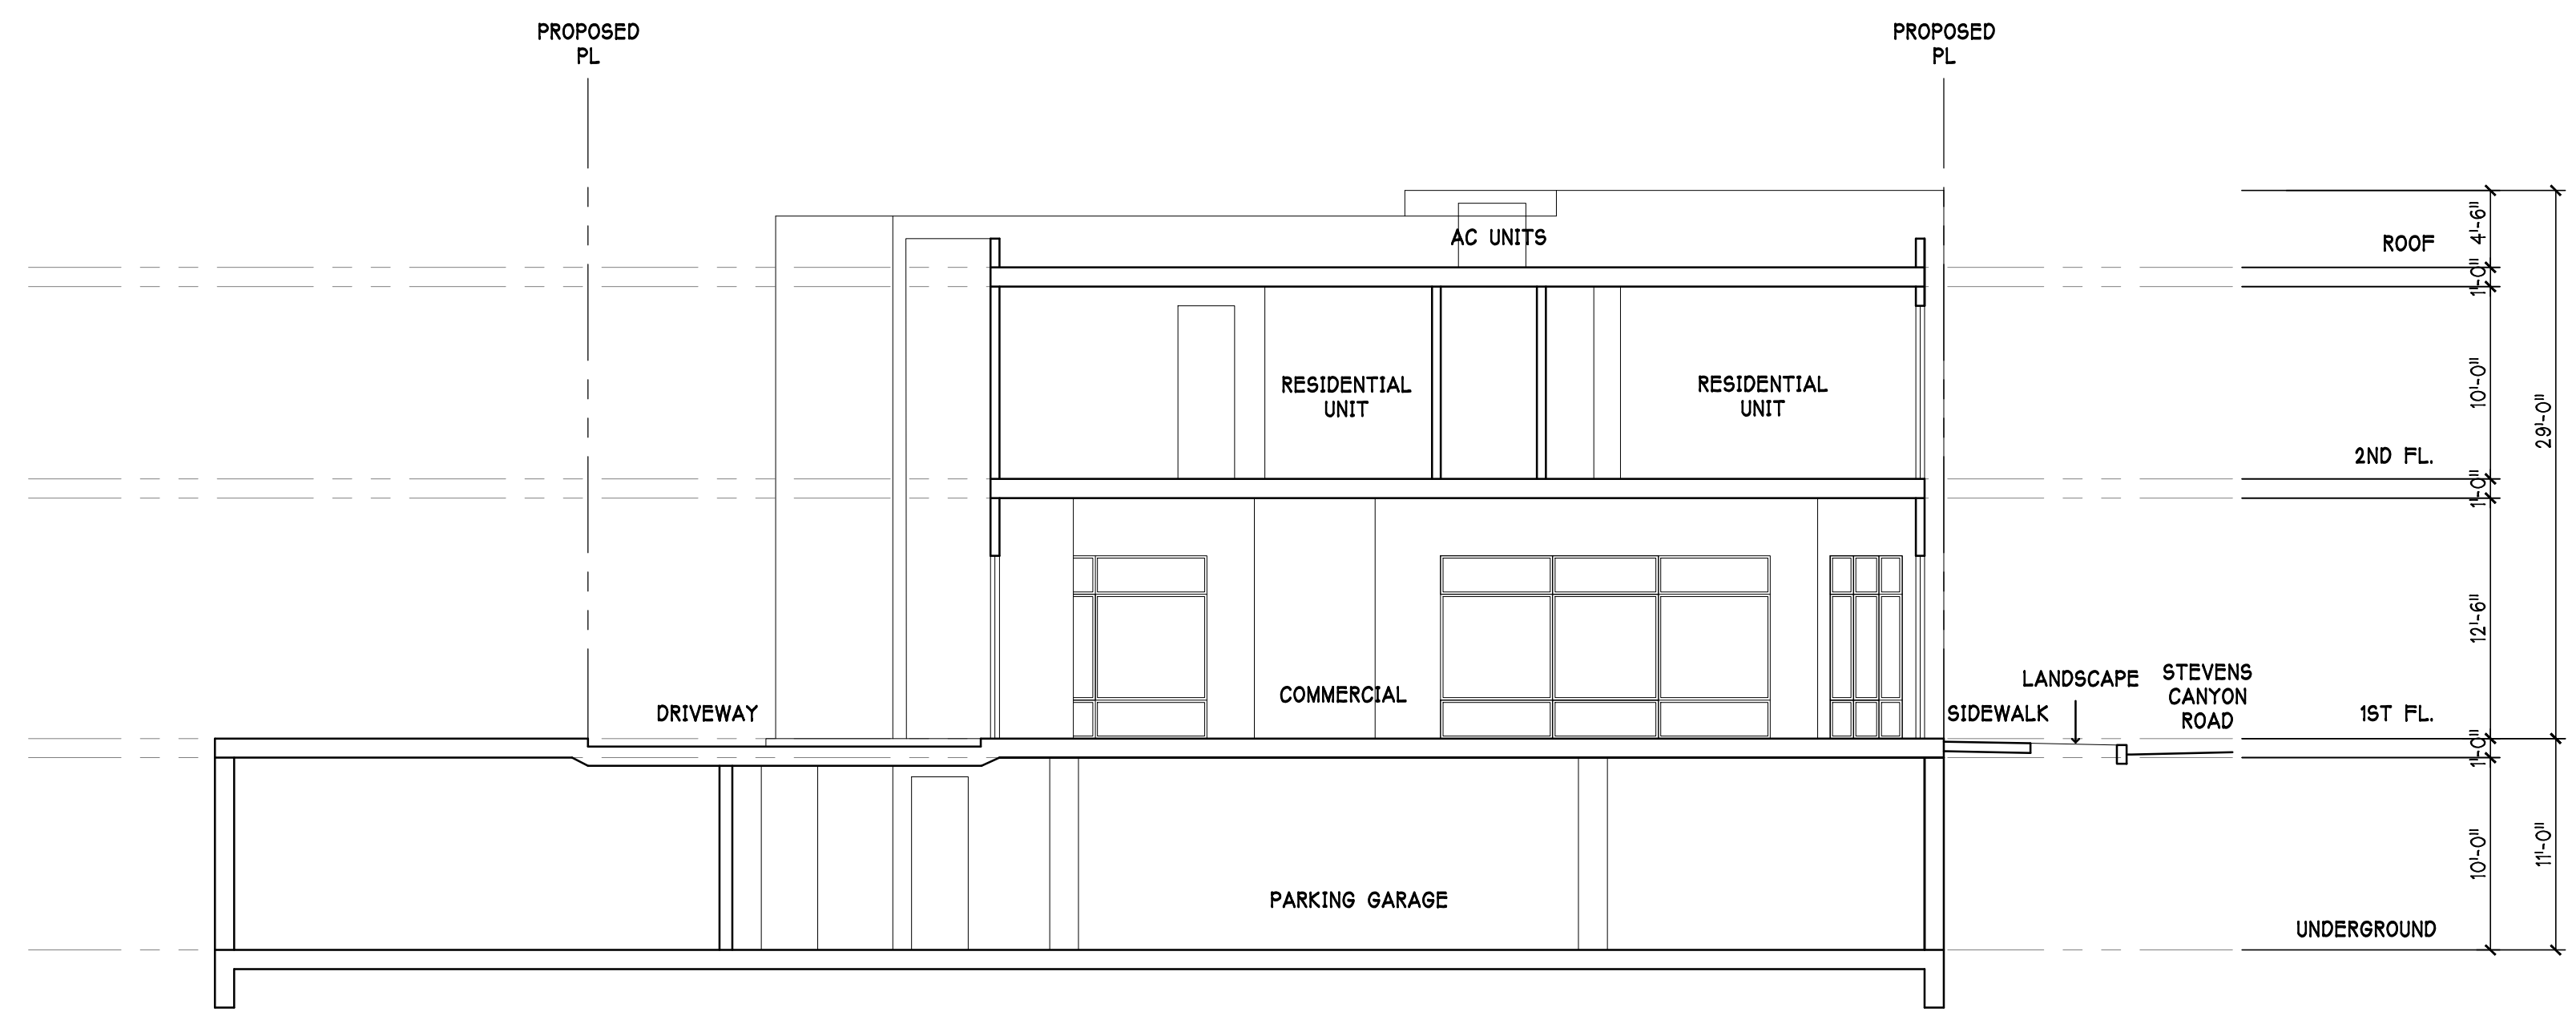 PROPOSED
PL
PROPOSED
PL
4'-6"
ROOF
AC UNITS
1'-0"
10'-0"
29'-0"
RESIDENTIAL
UNIT
RESIDENTIAL
UNIT
2ND FL.
1'-0"
12'-6"
COMMERCIAL
DRIVEWAY
LANDSCAPE
STEVENS
CANYON
ROAD
SIDEWALK
1ST FL.
1'-0"
10'-0"
11'-0"
PARKING GARAGE
UNDERGROUND